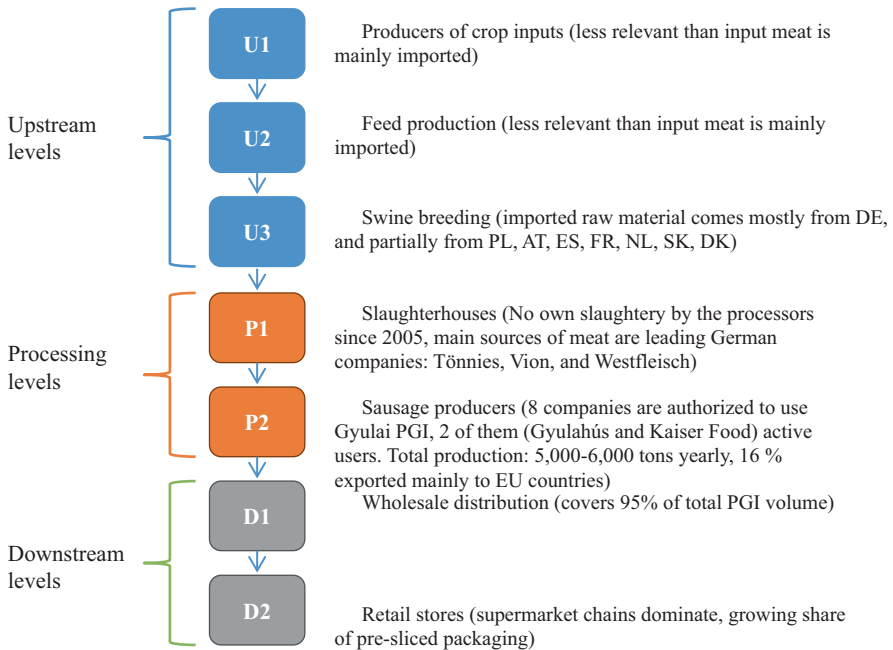 U1
Producers of crop inputs (less relevant than input meat is
mainly imported)
Upstream
levels
U2
Feed production (less relevant than input meat is mainly
imported)
U3
Swine breeding (imported raw material comes mostly from DE,
and partially from PL, AT, ES, FR, NL, SK, DK)
Processing
levels
P1
Slaughterhouses (No own slaughtery by the processors
since 2005, main sources of meat are leading German
companies: Tönnies, Vion, and Westfleisch)
P2
Sausage producers (8 companies are authorized to use
Gyulai PGI, 2 of them (Gyulahús and Kaiser Food) active
users. Total production: 5,000-6,000 tons yearly, 16 %
exported mainly to EU countries)
Downstream
levels
D1
Wholesale distribution (covers 95% of total PGI volume)
D2
Retail stores (supermarket chains dominate, growing share
of pre-sliced packaging)